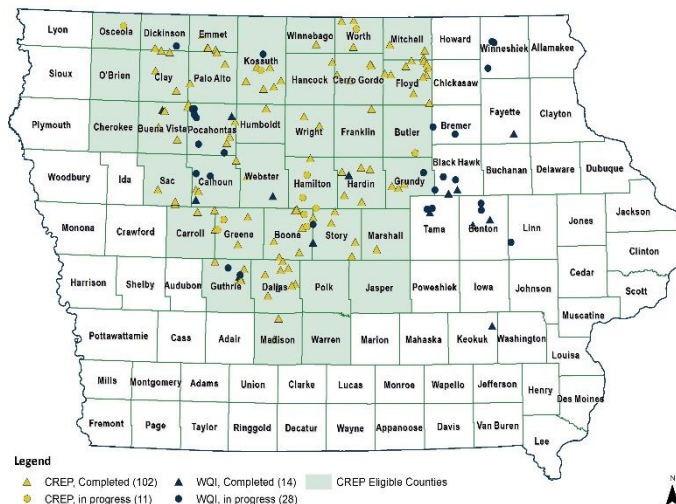 Lyon Osceola Dickinson Emmet Winnebago Worth Mitchell Howard Winneshiek Allamakee
Kossuth
Sioux O'Brien Clay Palo Alto Hancock Cerro Gordo Floyd Chickasaw
Fayette Clayton
Plymouth Cherokee Buena Vista Pocahontas Humboldt Wright Franklin Butler Bremer
Black Hawk
Woodbury Ida Sac Calhoun Webster Hamilton Hardin Grundy Buchanan Delaware Dubuque
Monona Crawford Carroll Greene Boone Story Marshall Tama Benton Linn Jones Jackson
Clinton
Cedar
Harrison Shelby Audubon Guthrie Dallas Polk Jasper Poweshiek Iowa Johnson Scott
Muscatine
Pottawattamie Cass Adair Madison Warren Marion Mahaska Keokuk Washington
Louisa
Mills Montgomery Adams Union Clarke Lucas Monroe Wapello Jefferson Henry
Des Moines
Fremont Page Taylor Ringgold Decatur Wayne Appanoose Davis Van Buren
Lee
Legend
CREP, Completed (102) WQI, Completed (14) CREP Eligible Counties
CREP, in progress (11) WQI, in progress (28)
N